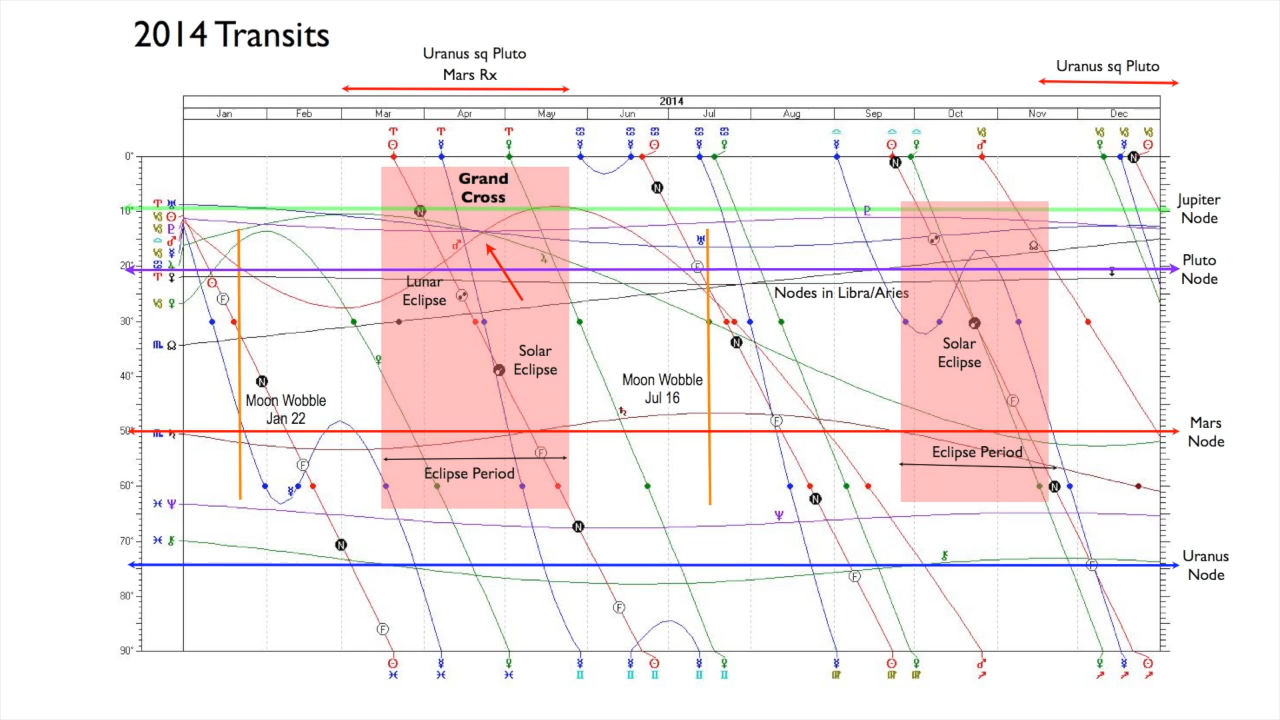 2014 Transits
Uranus sq Pluto
Mars Rx
Uranus sq Pluto
2014
Jan Feb Mar Apr May Jun Jul Aug Sep Oct Nov Dec
♈ ♈ ♈ ♋ ♋ ♋ ♋ ♋ ♎ ♎ ♎ ♑ ♑ ♑ ♑
☉ ☿ ♀ ☿ ☿ ☉ ☿ ♀ ☿ ☉ ♀ ♂ ♀ ☿ ☉
0°
Grand
Cross
Jupiter
Node
10°
Pluto
Node
20°
Lunar
Eclipse
Nodes in Libra/Aries
30°
Solar
Eclipse
Solar
Eclipse
40°
Moon Wobble
Jan 22
Moon Wobble
Jul 16
50°
Mars
Node
Eclipse Period
Eclipse Period
60°
70°
Uranus
Node
80°
90°
☉ ☿ ♀ ☿ ☿ ☉ ☿ ♀ ☿ ☉ ♀ ♂ ♀ ☿ ☉
♓ ♓ ♓ ♊ ♊ ♊ ♊ ♊ ♍ ♍ ♍ ♐ ♐ ♐ ♐